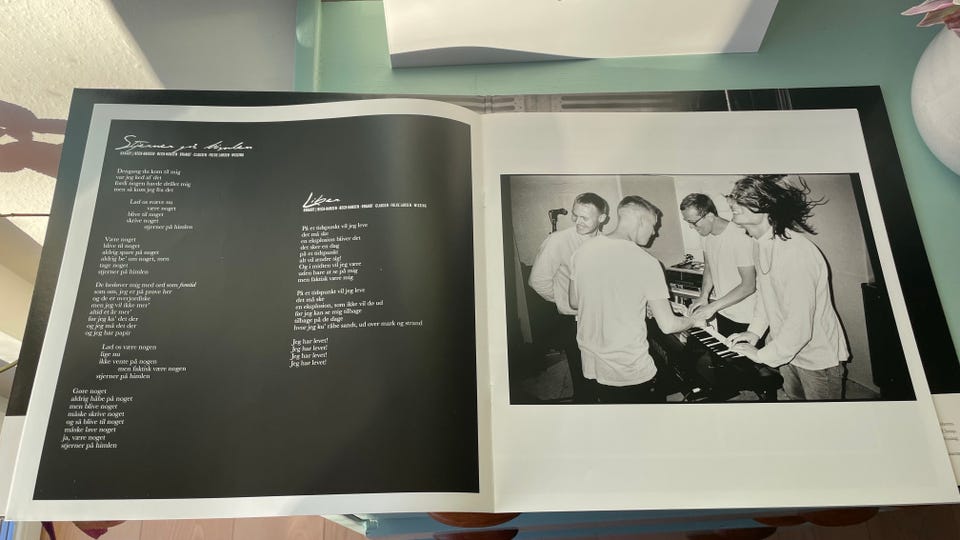 Stjerner på himlen
Dengang du kom til mig
var jeg ked af det
fordi nogen havde drillet mig
men så kom jeg fra det
Lad os være nu
være noget
blive til noget
skrive noget
stjerner på himlen
Være noget
blive til noget
aldrig spare på noget
aldrig be' om noget, men
tage noget
stjerner på himlen
De beslører mig med ord som fremtid
som om, jeg er på prøve her
og de er overjordiske
men jeg vil ikke mer'
altid et år mer'
før jeg ka' det der
og jeg må det der
og jeg har papir
Lad os være nogen
lige nu
ikke vente på nogen
men faktisk være nogen
stjerner på himlen
Gøre noget
aldrig håbe på noget
men blive noget
måske skrive noget
og så blive til noget
måske lave noget
ja, være noget
stjerner på himlen
På et tidspunkt vil jeg leve
det må ske
en eksplosion bliver det
det sker en dag
på et tidspunkt
alt vil ændre sig!
Og i midten vil jeg være
uden bare at se på mig
men faktisk være mig
På et tidspunkt vil jeg leve
det må ske
en eksplosion, som ikke vil dø ud
før jeg kan se mig tilbage
tilbage på de dage
hvor jeg ku' råbe sands, ud over mark og strand
Jeg har levet!
Jeg har levet!
Jeg har levet!
Jeg har levet!